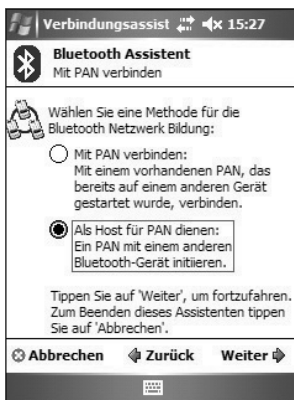 Verbindungsassist 15:27
Bluetooth Assistent
Mit PAN verbinden
Wählen Sie eine Methode für die
Bluetooth Netzwerk Bildung:
Mit PAN verbinden:
Mit einem vorhandenen PAN, das
bereits auf einem anderen Gerät
gestartet wurde, verbinden.
Als Host für PAN dienen:
Ein PAN mit einem anderen
Bluetooth-Gerät initiieren.
Tippen Sie auf 'Weiter', um fortzufahren.
Zum Beenden dieses Assistenten tippen
Sie auf 'Abbrechen'.
Abbrechen Zurück Weiter